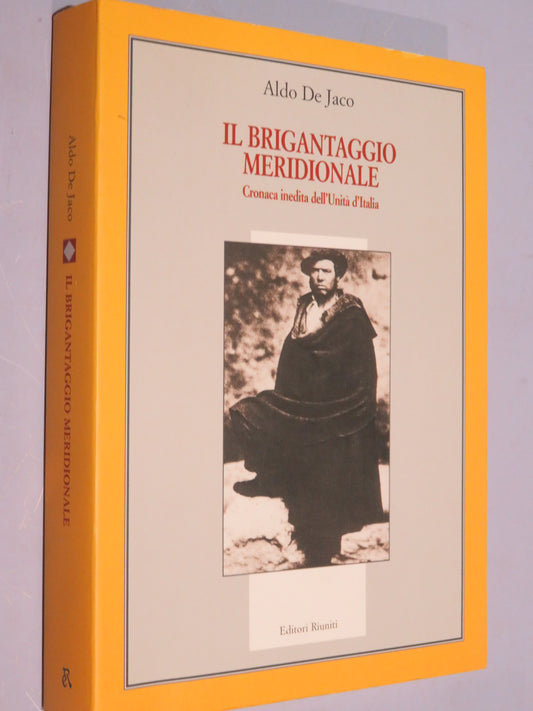 Aldo De Jaco
IL BRIGANTAGGIO
MERIDIONALE
Cronaca inedita dell'Unità d'Italia
Editori Riuniti
Aldo De Jaco
IL BRIGANTAGGIO MERIDIONALE